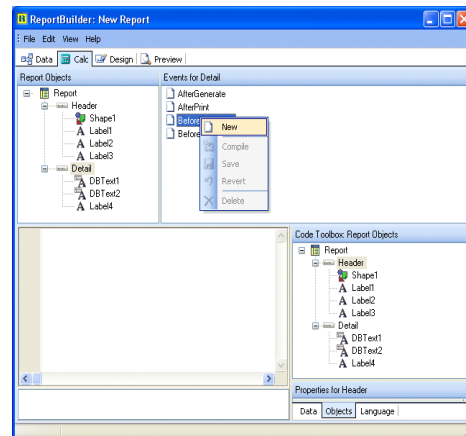 ReportBuilder: New Report
File Edit View Help
Data Calc Design Preview
Report Objects
Report
Header
Shape1
Label1
Label2
Label3
Detail
DBText1
DBText2
Label4
Events for Detail
AfterGenerate
AfterPrint
Before
Before
New
Compile
Save
Revert
Delete
Code Toolbox: Report Objects
Report
Header
Shape1
Label1
Label2
Label3
Detail
DBText1
DBText2
Label4
Properties for Header
Data Objects Language